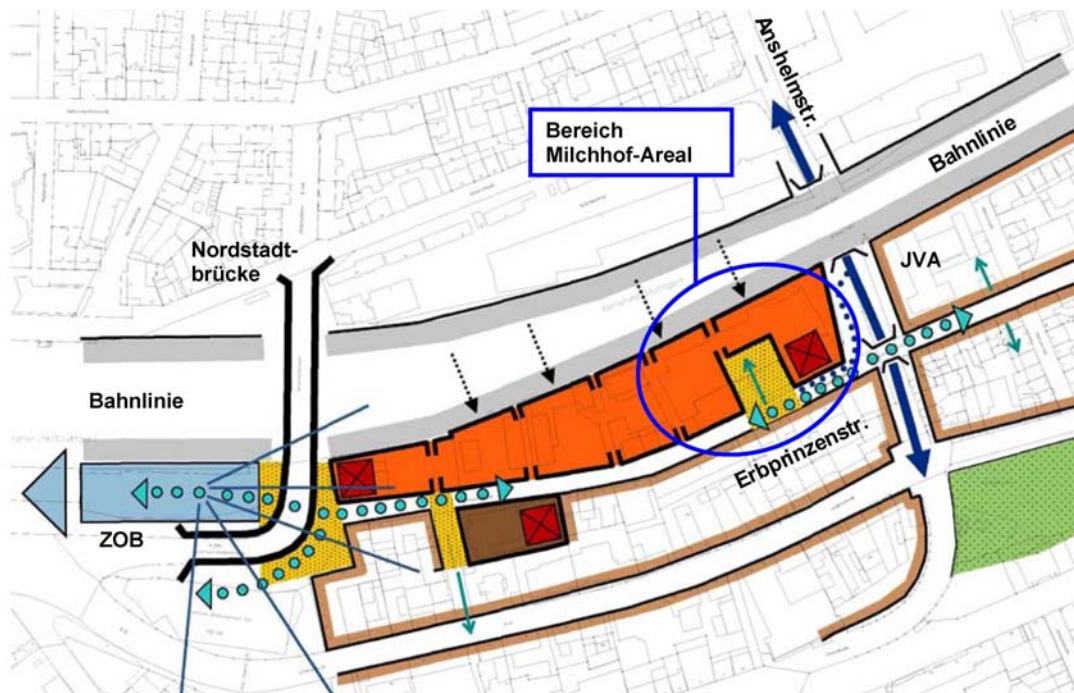 Anshelmstr.
Bereich
Milchhof-Areal
Bahnlinie
Nordstadt-
brücke
JVA
Bahnlinie
Erbprinzenstr.
ZOB